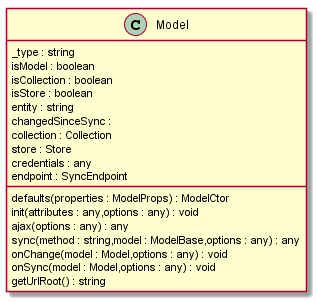 C Model
_type : string
isModel : boolean
isCollection : boolean
isStore : boolean
entity : string
changedSinceSync :
collection : Collection
store : Store
credentials : any
endpoint : SyncEndpoint
defaults(properties : ModelProps) : ModelCtor
init(attributes : any,options : any) : void
ajax(options : any) : any
sync(method : string,model : ModelBase,options : any) : any
onChange(model : Model,options : any) : void
onSync(model : Model,options : any) : void
getUrlRoot() : string